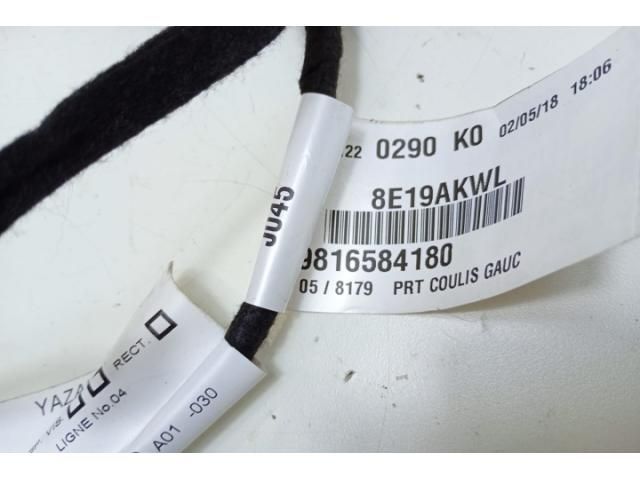 22 0290 K0 02/05/18 18:06
8E19AKWL
9816584180
05 / 8179 PRT COULIS GAUC
J045
RECT.
LIGNE No.04
A01 -030